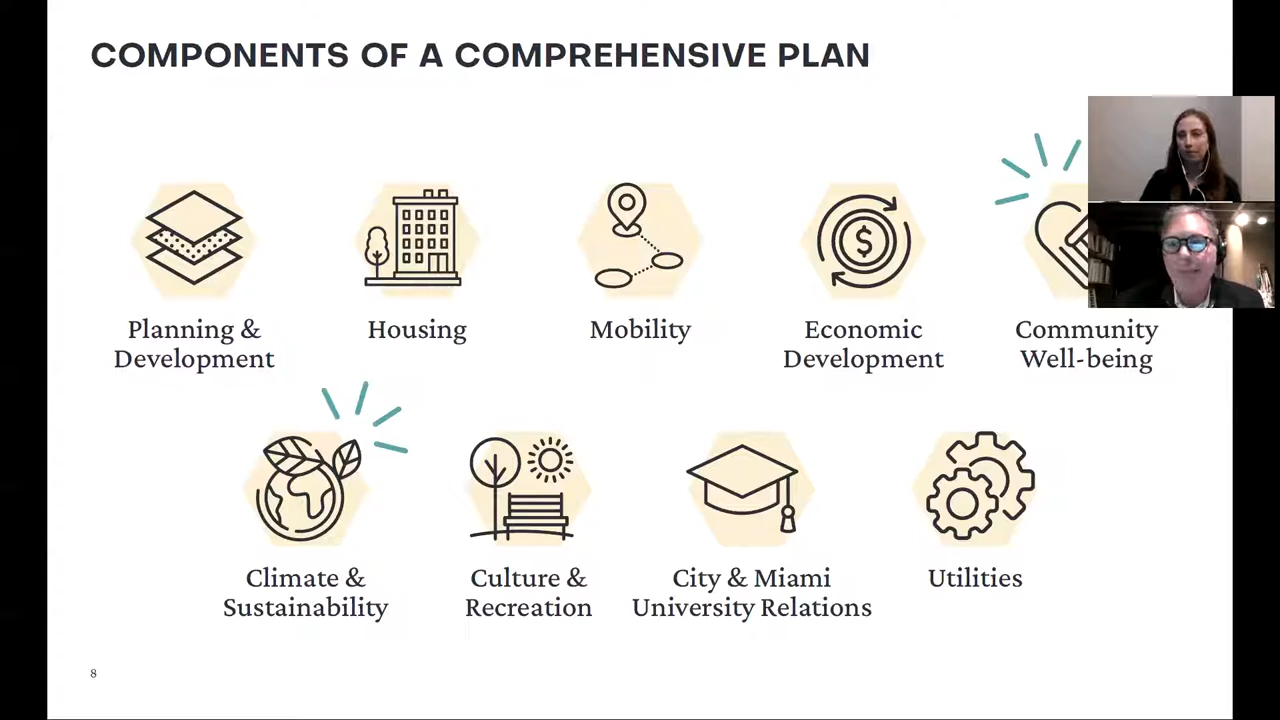 COMPONENTS OF A COMPREHENSIVE PLAN
$
Planning &
Development
Housing
Mobility
Economic
Development
Community
Well-being
Climate &
Sustainability
Culture &
Recreation
City & Miami
University Relations
Utilities
8